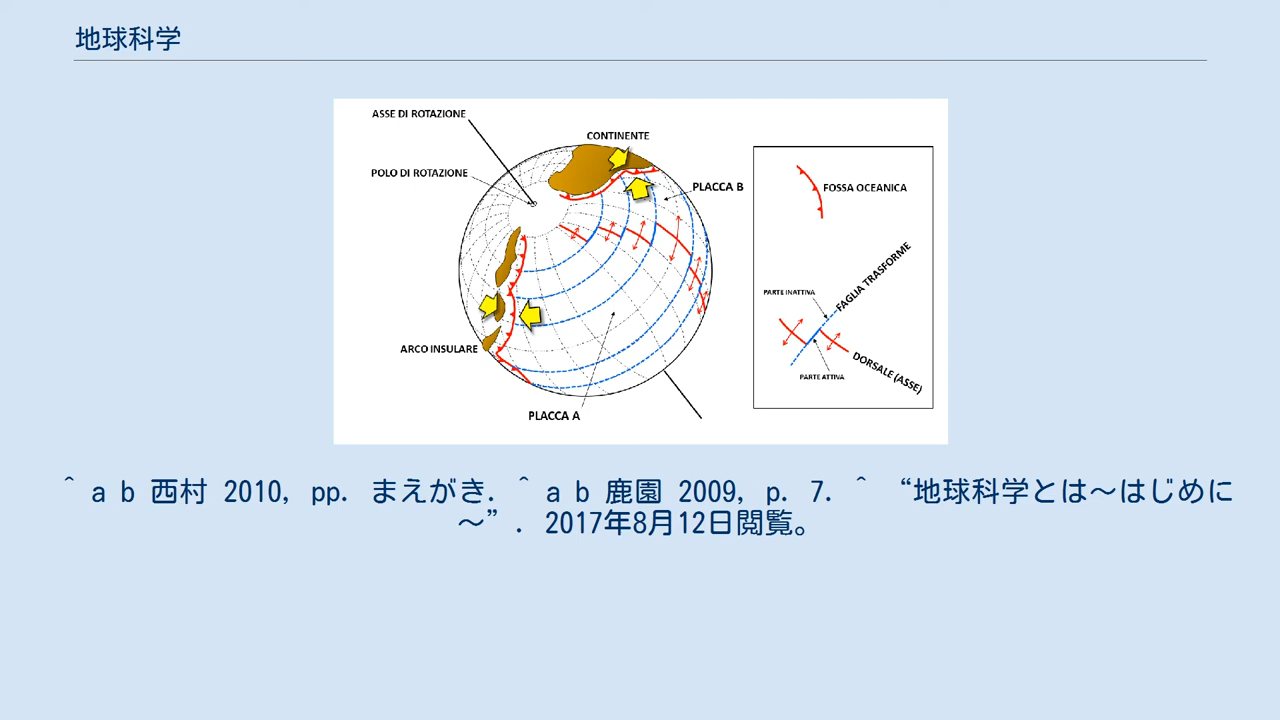 地球科学
ASSE DI ROTAZIONE
CONTINENTE
POLO DI ROTAZIONE
PLACCA B
FOSSA OCEANICA
FAGLIA TRASFORME
PARTE INATTIVA
ARCO INSULARE
DORSALE (ASSE)
PARTE ATTIVA
PLACCA A
^ a b 西村 2010, pp. まえがき. ^ a b 鹿園 2009, p. 7. ^ “地球科学とは～はじめに
～”. 2017年8月12日閲覧。